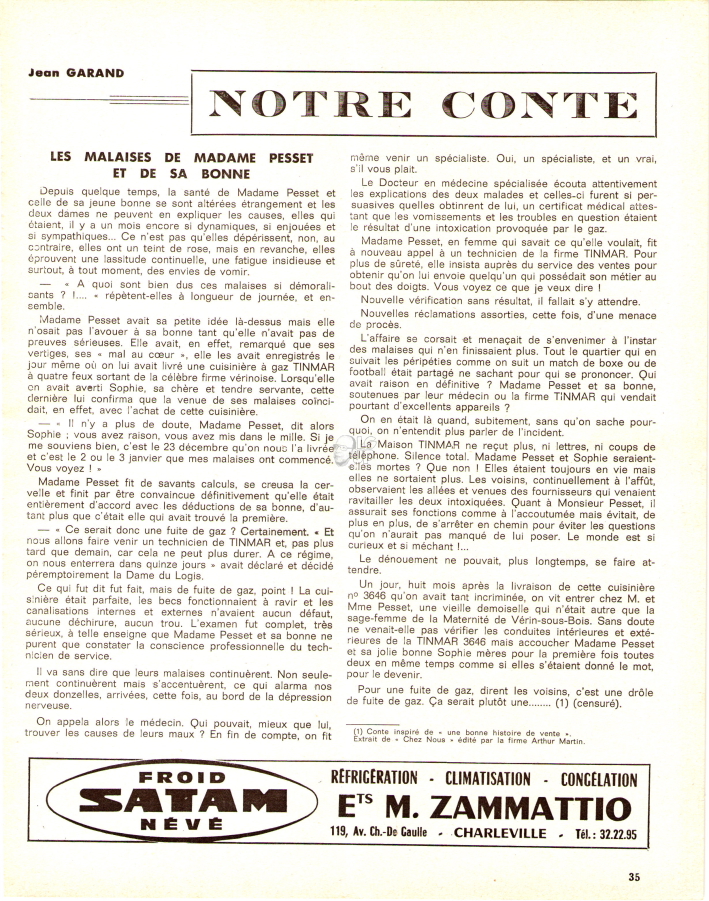 Jean GARAND
NOTRE CONTE
LES MALAISES DE MADAME PESSET
ET DE SA BONNE
Depuis quelque temps, la santé de Madame Pesset et
celle de sa jeune bonne se sont altérées étrangement et les
deux dames ne peuvent en expliquer les causes, elles qui
étaient, il y a un mois encore si dynamiques, si enjouées et
si sympathiques... Ce n'est pas qu'elles dépérissent, non, au
contraire, elles ont un teint de rose, mais en revanche, elles
éprouvent une lassitude continuelle, une fatigue insidieuse et
surtout, à tout moment, des envies de vomir.
— « A quoi sont bien dus ces malaises si démorali-
sants ? !.... » répètent-elles à longueur de journée, et en-
semble.
Madame Pesset avait sa petite idée là-dessus mais elle
n'osait pas l'avouer à sa bonne tant qu'elle n'avait pas de
preuves sérieuses. Elle avait, en effet, remarqué que ses
vertiges, ses « mal au cœur », elle les avait enregistrés le
jour même où on lui avait livré une cuisinière à gaz TINMAR
à quatre feux sortant de la célèbre firme vérinoise. Lorsqu'elle
en avait averti Sophie, sa chère et tendre servante, cette
dernière lui confirma que la venue de ses malaises coïnci-
dait, en effet, avec l'achat de cette cuisinière.
— « Il n'y a plus de doute, Madame Pesset, dit alors
Sophie ; vous avez raison, vous avez mis dans le mille. Si je
me souviens bien, c'est le 23 décembre qu'on nous l'a livrée
et c'est le 2 ou le 3 janvier que mes malaises ont commencé.
Vous voyez ! »
Madame Pesset fit de savants calculs, se creusa la cer-
velle et finit par être convaincue définitivement qu'elle était
entièrement d'accord avec les déductions de sa bonne, d'au-
tant plus que c'était elle qui avait trouvé la première.
— « Ce serait donc une fuite de gaz ? Certainement. « Et
nous allons faire venir un technicien de TINMAR et, pas plus
tard que demain, car cela ne peut plus durer. A ce régime,
on nous enterrera dans quinze jours » avait déclaré et décidé
péremptoirement la Dame du Logis.
Ce qui fut dit fut fait, mais de fuite de gaz, point ! La cui-
sinière était parfaite, les becs fonctionnaient à ravir et les
canalisations internes et externes n'avaient aucun défaut,
aucune déchirure, aucun trou. L'examen fut complet, très
sérieux, à telle enseigne que Madame Pesset et sa bonne ne
purent que constater la conscience professionnelle du tech-
nicien de service.
Il va sans dire que leurs malaises continuèrent. Non seule-
ment continuèrent mais s'accentuèrent, ce qui alarma nos
deux donzelles, arrivées, cette fois, au bord de la dépression
nerveuse.
On appela alors le médecin. Qui pouvait, mieux que lui,
trouver les causes de leurs maux ? En fin de compte, on fit
même venir un spécialiste. Oui, un spécialiste, et un vrai,
s'il vous plait.
Le Docteur en médecine spécialisée écouta attentivement
les explications des deux malades et celles-ci furent si per-
suasives quelles obtinrent de lui, un certificat médical attes-
tant que les vomissements et les troubles en question étaient
le résultat d'une intoxication provoquée par le gaz.
Madame Pesset, en femme qui savait ce qu'elle voulait, fit
à nouveau appel à un technicien de la firme TINMAR. Pour
plus de sûreté, elle insista auprès du service des ventes pour
obtenir qu'on lui envoie quelqu'un qui possédait son métier au
bout des doigts. Vous voyez ce que je veux dire !
Nouvelle vérification sans résultat, il fallait s'y attendre.
Nouvelles réclamations assorties, cette fois, d'une menace
de procès.
L'affaire se corsait et menaçait de s'envenimer à l'instar
des malaises qui n'en finissaient plus. Tout le quartier qui en
suivait les péripéties comme on suit un match de boxe ou de
football était partagé ne sachant pour qui se prononcer. Qui
avait raison en définitive ? Madame Pesset et sa bonne,
soutenues par leur médecin ou la firme TINMAR qui vendait
pourtant d'excellents appareils ?
On en était là quand, subitement, sans qu'on sache pour-
quoi, on n'entendit plus parler de l'incident.
La Maison TINMAR ne reçut plus, ni lettres, ni coups de
téléphone. Silence total. Madame Pesset et Sophie seraient-
elles mortes ? Que non ! Elles étaient toujours en vie mais
elles ne sortaient plus. Les voisins, continuellement à l'affût,
observaient les allées et venues des fournisseurs qui venaient
ravitailler les deux intoxiquées. Quant à Monsieur Pesset, il
assurait ses fonctions comme à l'accoutumée mais évitait, de
plus en plus, de s'arrêter en chemin pour éviter les questions
qu'on n'aurait pas manqué de lui poser. Le monde est si
curieux et si méchant !...
Le dénouement ne pouvait, plus longtemps, se faire at-
tendre.
Un jour, huit mois après la livraison de cette cuisinière
nº 3646 qu'on avait tant incriminée, on vit entrer chez M. et
Mme Pesset, une vieille demoiselle qui n'était autre que la
sage-femme de la Maternité de Vérin-sous-Bois. Sans doute
ne venait-elle pas vérifier les conduites intérieures et exté-
rieures de la TINMAR 3646 mais accoucher Madame Pesset
et sa jolie bonne Sophie mères pour la première fois toutes
deux en même temps comme si elles s'étaient donné le mot,
pour le devenir.
Pour une fuite de gaz, dirent les voisins, c'est une drôle
de fuite de gaz. Ça serait plutôt une........ (1) (censuré).
(1) Conte inspiré de « une bonne histoire de vente ».
Extrait de « Chez Nous » édité par la firme Arthur Martin.
FROID
SATAM
NÉVÉ
RÉFRIGÉRATION - CLIMATISATION - CONGÉLATION
ETS M. ZAMMATTIO
119, Av. Ch.-De Gaulle - CHARLEVILLE - Tél.: 32.22.95
35